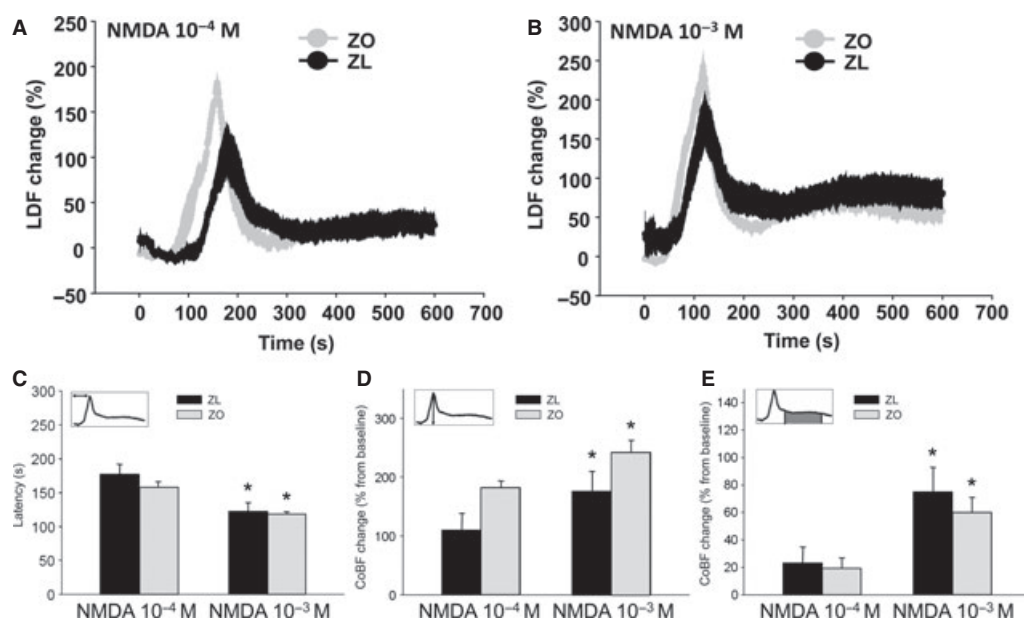 A
NMDA 10⁻⁴ M
ZO
ZL
LDF change (%)
250
200
150
100
50
0
–50
0 100 200 300 400 500 600 700
Time (s)
B
NMDA 10⁻³ M
ZO
ZL
LDF change (%)
300
250
200
150
100
50
0
–50
0 100 200 300 400 500 600 700
Time (s)
C
ZL
ZO
Latency (s)
300
250
200
150
100
50
0
* *
NMDA 10⁻⁴ M NMDA 10⁻³ M
D
ZL
ZO
CoBF change (% from baseline)
300
200
100
0
* *
NMDA 10⁻⁴ M NMDA 10⁻³ M
E
ZL
ZO
CoBF change (% from baseline)
140
120
100
80
60
40
20
0
* *
NMDA 10⁻⁴ M NMDA 10⁻³ M